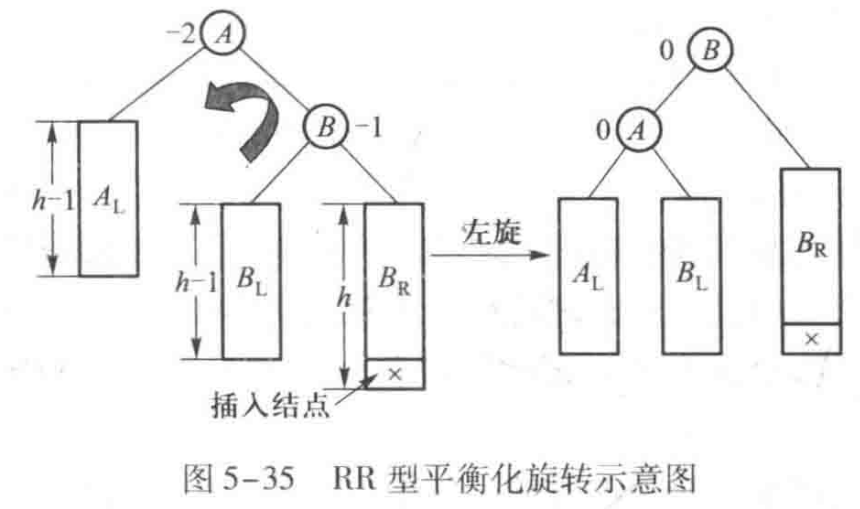 -2 A
0 B
B -1
0 A
h-1 A_L
h-1 B_L
h B_R
左旋
A_L B_L B_R
×
×
插入结点
图 5-35 RR 型平衡化旋转示意图